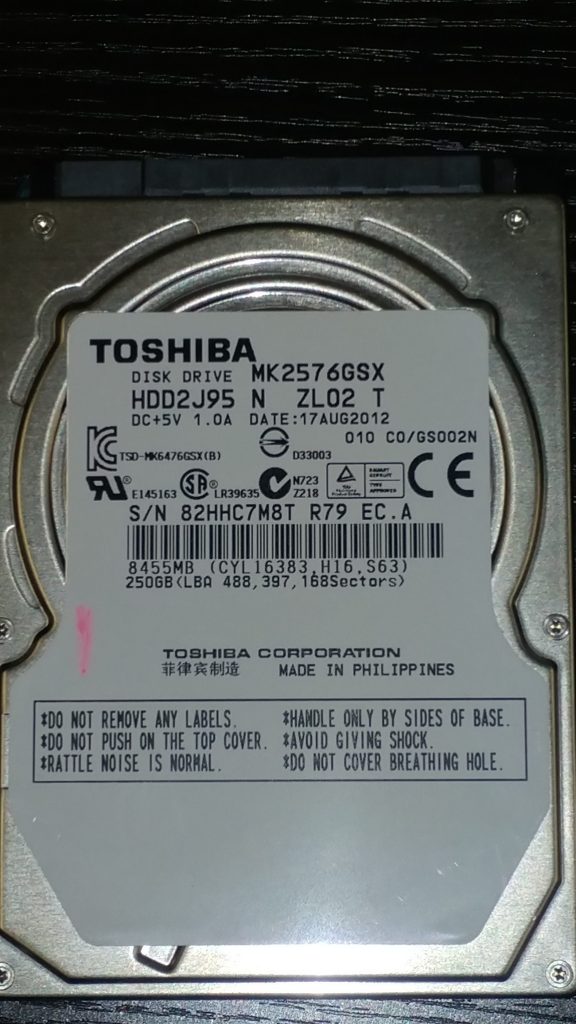 TOSHIBA
DISK DRIVE MK2576GSX
HDD2J95 N ZL02 T
DC+5V 1.0A DATE:17AUG2012
010 C0/GS002N
TSD-MK6476GSX(B) D33003
E145163 LR39635 N723 Z218
S/N 82HHC7M8T R79 EC.A
8455MB (CYL16383,H16,S63)
250GB(LBA 488,397,168Sectors)
TOSHIBA CORPORATION
菲律宾制造 MADE IN PHILIPPINES
*DO NOT REMOVE ANY LABELS. *HANDLE ONLY BY SIDES OF BASE.
*DO NOT PUSH ON THE TOP COVER. *AVOID GIVING SHOCK.
*RATTLE NOISE IS NORMAL. *DO NOT COVER BREATHING HOLE.